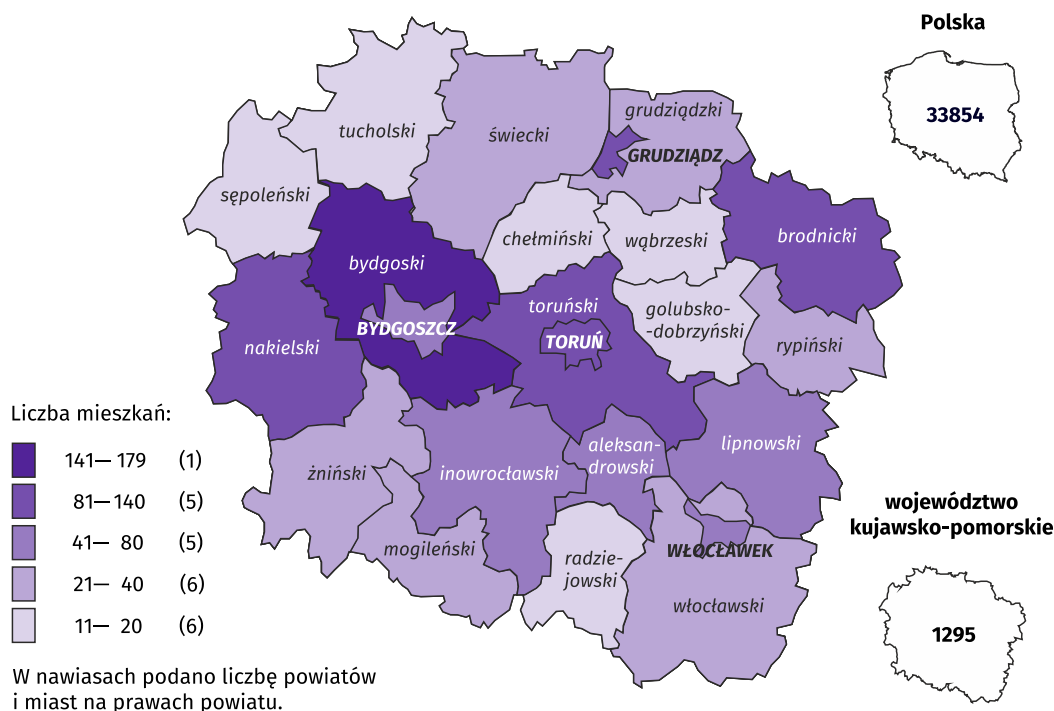 Polska
33854
tucholski
świecki
grudziądzki
GRUDZIĄDZ
sępoleński
chełmiński
wąbrzeski
brodnicki
bydgoski
toruński
golubsko-
-dobrzyński
BYDGOSZCZ
TORUŃ
nakielski
rypiński
Liczba mieszkań:
141— 179 (1)
81— 140 (5)
41— 80 (5)
21— 40 (6)
11— 20 (6)
aleksan-
drowski
lipnowski
żniński
inowrocławski
mogileński
radzie-
jowski
WŁOCŁAWEK
włocławski
województwo
kujawsko-pomorskie
1295
W nawiasach podano liczbę powiatów
i miast na prawach powiatu.